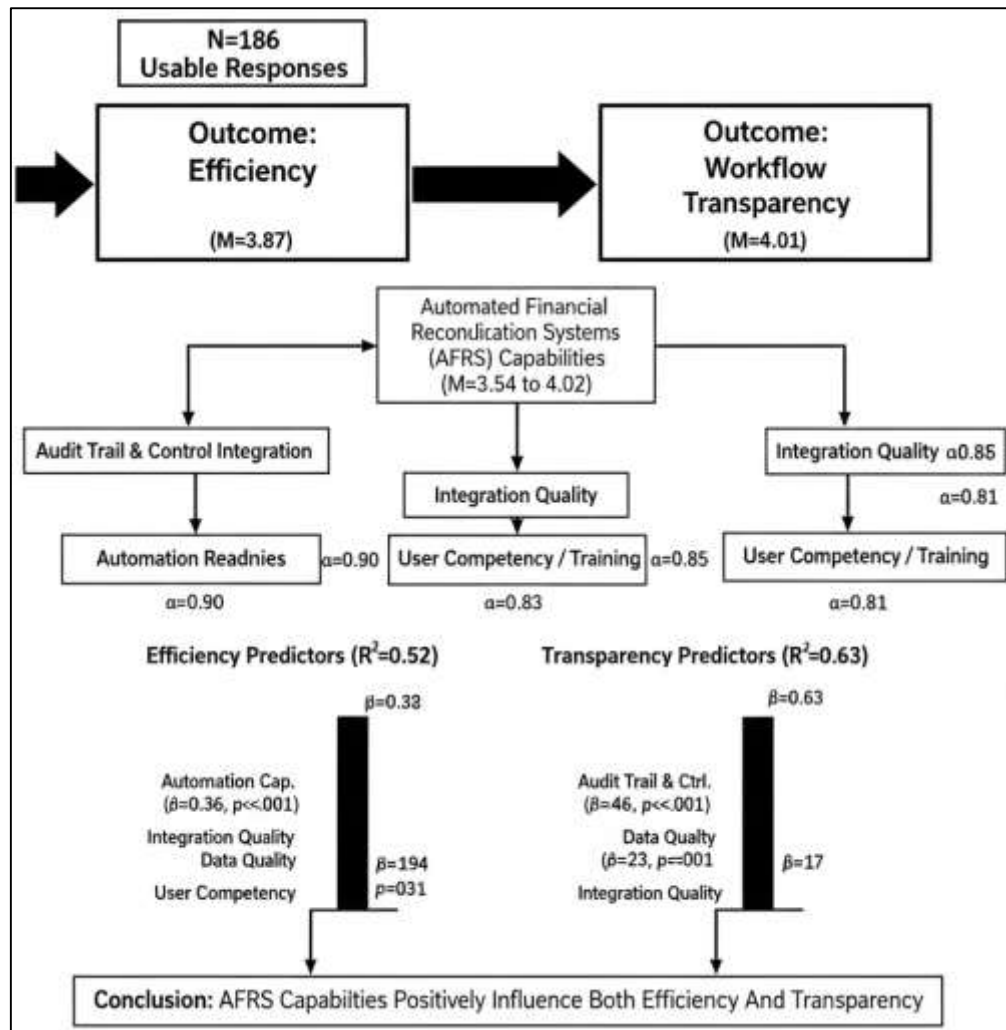 N=186
Usable Responses
Outcome:
Efficiency
(M=3.87)
Outcome:
Workflow
Transparency
(M=4.01)
Automated Financial
Recondication Systems
(AFRS) Capabilities
(M=3.54 to 4.02)
Audit Trail & Control Integration
Integration Quality
Integration Quality α0.85
α=0.81
Automation Readnies
α=0.90
User Competency / Training
α=0.85
User Competency / Training
α=0.90
α=0.83
α=0.81
Efficiency Predictors (R²=0.52)
Transparency Predictors (R²=0.63)
β=0.38
β=0.63
Automation Cap.
(β=0.36, p<<.001)
Integration Quality
Data Quality
β=194
User Competency
p=031
Audit Trail & Ctrl.
(β=46, p<<.001)
Data Qualty
(β=23, p==001
β=17
Integration Quality
Conclusion: AFRS Capabilties Positively Influence Both Efficiency And Transparency